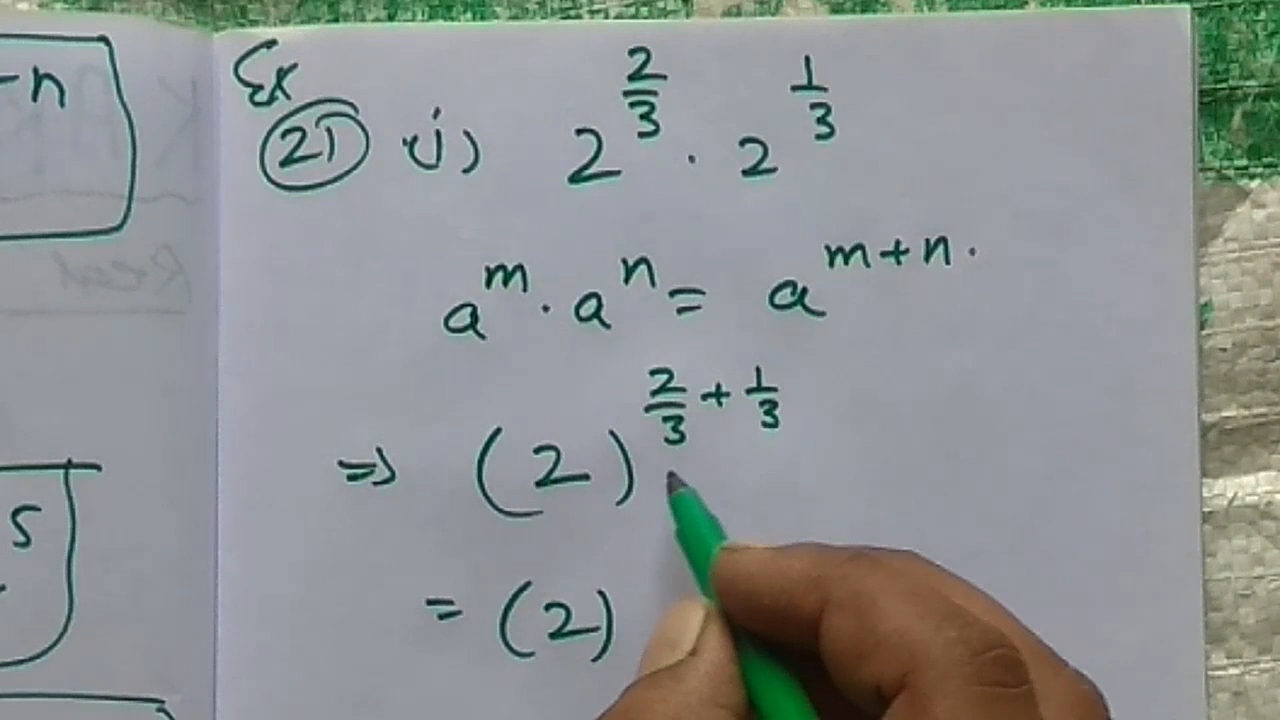 -n
Ex
21 i) 2^{2/3} · 2^{1/3}
a^m · a^n = a^{m+n}.
⇒ (2)^{2/3 + 1/3}
s
= (2)